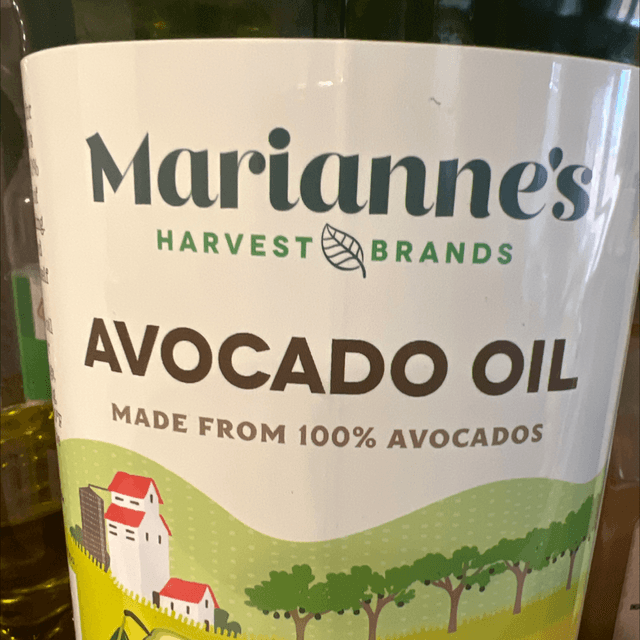 Marianne's
HARVEST BRANDS
AVOCADO OIL
MADE FROM 100% AVOCADOS